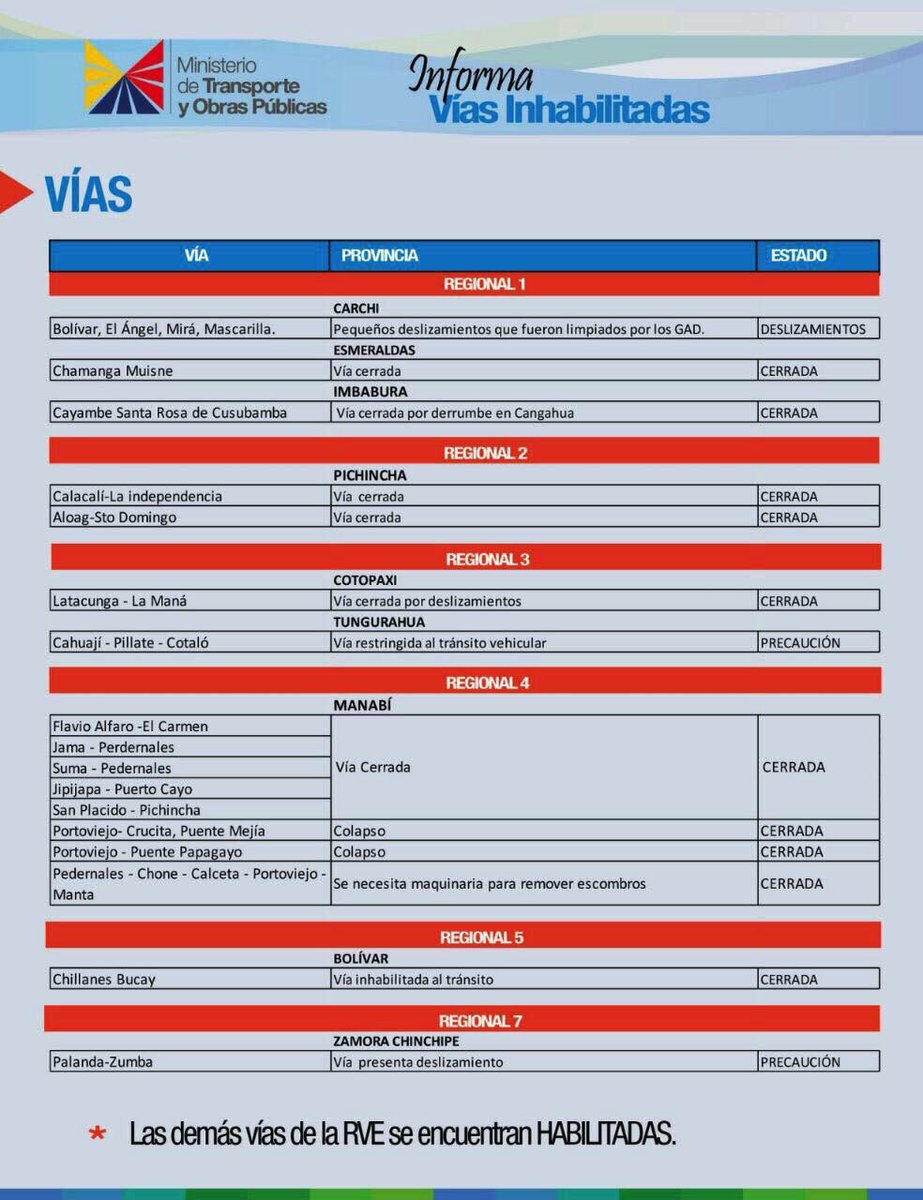 Ministerio
de Transporte
y Obras Públicas
Informa
Vías Inhabilitadas
VÍAS
VÍA PROVINCIA ESTADO
REGIONAL 1
CARCHI
Bolívar, El Ángel, Mirá, Mascarilla. Pequeños deslizamientos que fueron limpiados por los GAD. DESLIZAMIENTOS
ESMERALDAS
Chamanga Muisne Vía cerrada CERRADA
IMBABURA
Cayambe Santa Rosa de Cusubamba Vía cerrada por derrumbe en Cangahua CERRADA
REGIONAL 2
PICHINCHA
Calacalí-La independencia Vía cerrada CERRADA
Aloag-Sto Domingo Vía cerrada CERRADA
REGIONAL 3
COTOPAXI
Latacunga - La Maná Vía cerrada por deslizamientos CERRADA
TUNGURAHUA
Cahuají - Pillate - Cotaló Vía restringida al tránsito vehicular PRECAUCIÓN
REGIONAL 4
MANABÍ
Flavio Alfaro -El Carmen
Jama - Perdernales
Suma - Pedernales Vía Cerrada CERRADA
Jipijapa - Puerto Cayo
San Placido - Pichincha
Portoviejo- Crucita, Puente Mejía Colapso CERRADA
Portoviejo - Puente Papagayo Colapso CERRADA
Pedernales - Chone - Calceta - Portoviejo -
Manta Se necesita maquinaria para remover escombros CERRADA
REGIONAL 5
BOLÍVAR
Chillanes Bucay Vía inhabilitada al tránsito CERRADA
REGIONAL 7
ZAMORA CHINCHIPE
Palanda-Zumba Vía presenta deslizamiento PRECAUCIÓN
* Las demás vías de la RVE se encuentran HABILITADAS.